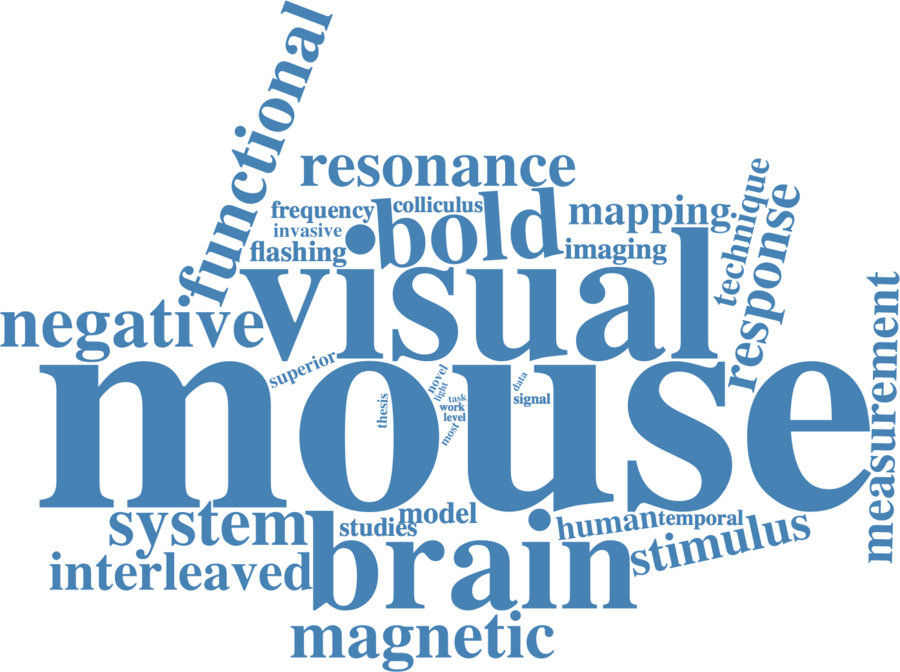 functional
resonance
frequency
colliculus
bold
mapping
technique
invasive
flashing
imaging
response
visual
negative
measurement
superior
mouse
novel
light
data
thesis
task
work
signal
level
most
system
studies
model
human
temporal
stimulus
interleaved
brain
magnetic